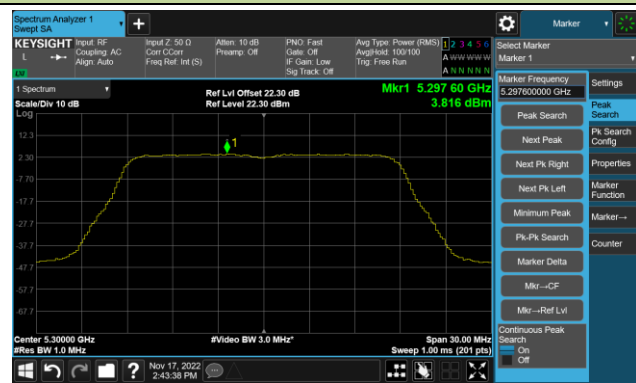 Spectrum Analyzer 1
Swept SA
Marker
KEYSIGHT
L
LW
Input: RF
Coupling: AC
Align: Auto
Input Z: 50 Ω
Corr CCorr
Freq Ref: Int (S)
Atten: 10 dB
Preamp: Off
PNO: Fast
Gate: Off
IF Gain: Low
Sig Track: Off
Avg Type: Power (RMS)
Avg|Hold: 100/100
Trig: Free Run
1 2 3 4 5 6
A W W W W W
A N N N N N
Select Marker
Marker 1
1 Spectrum
Scale/Div 10 dB
Log
Ref Lvl Offset 22.30 dB
Ref Level 22.30 dBm
Mkr1 5.297 60 GHz
3.816 dBm
1
12.3
2.30
-7.70
-17.7
-27.7
-37.7
-47.7
-57.7
-67.7
Center 5.30000 GHz
#Res BW 1.0 MHz
#Video BW 3.0 MHz*
Span 30.00 MHz
Sweep 1.00 ms (201 pts)
Marker Frequency
5.297600000 GHz
Peak Search
Next Peak
Next Pk Right
Next Pk Left
Minimum Peak
Pk-Pk Search
Marker Delta
Mkr→CF
Mkr→Ref Lvl
Continuous Peak
Search
On
Off
Settings
Peak
Search
Pk Search
Config
Properties
Marker
Function
Marker→
Counter
?
Nov 17, 2022
2:43:38 PM